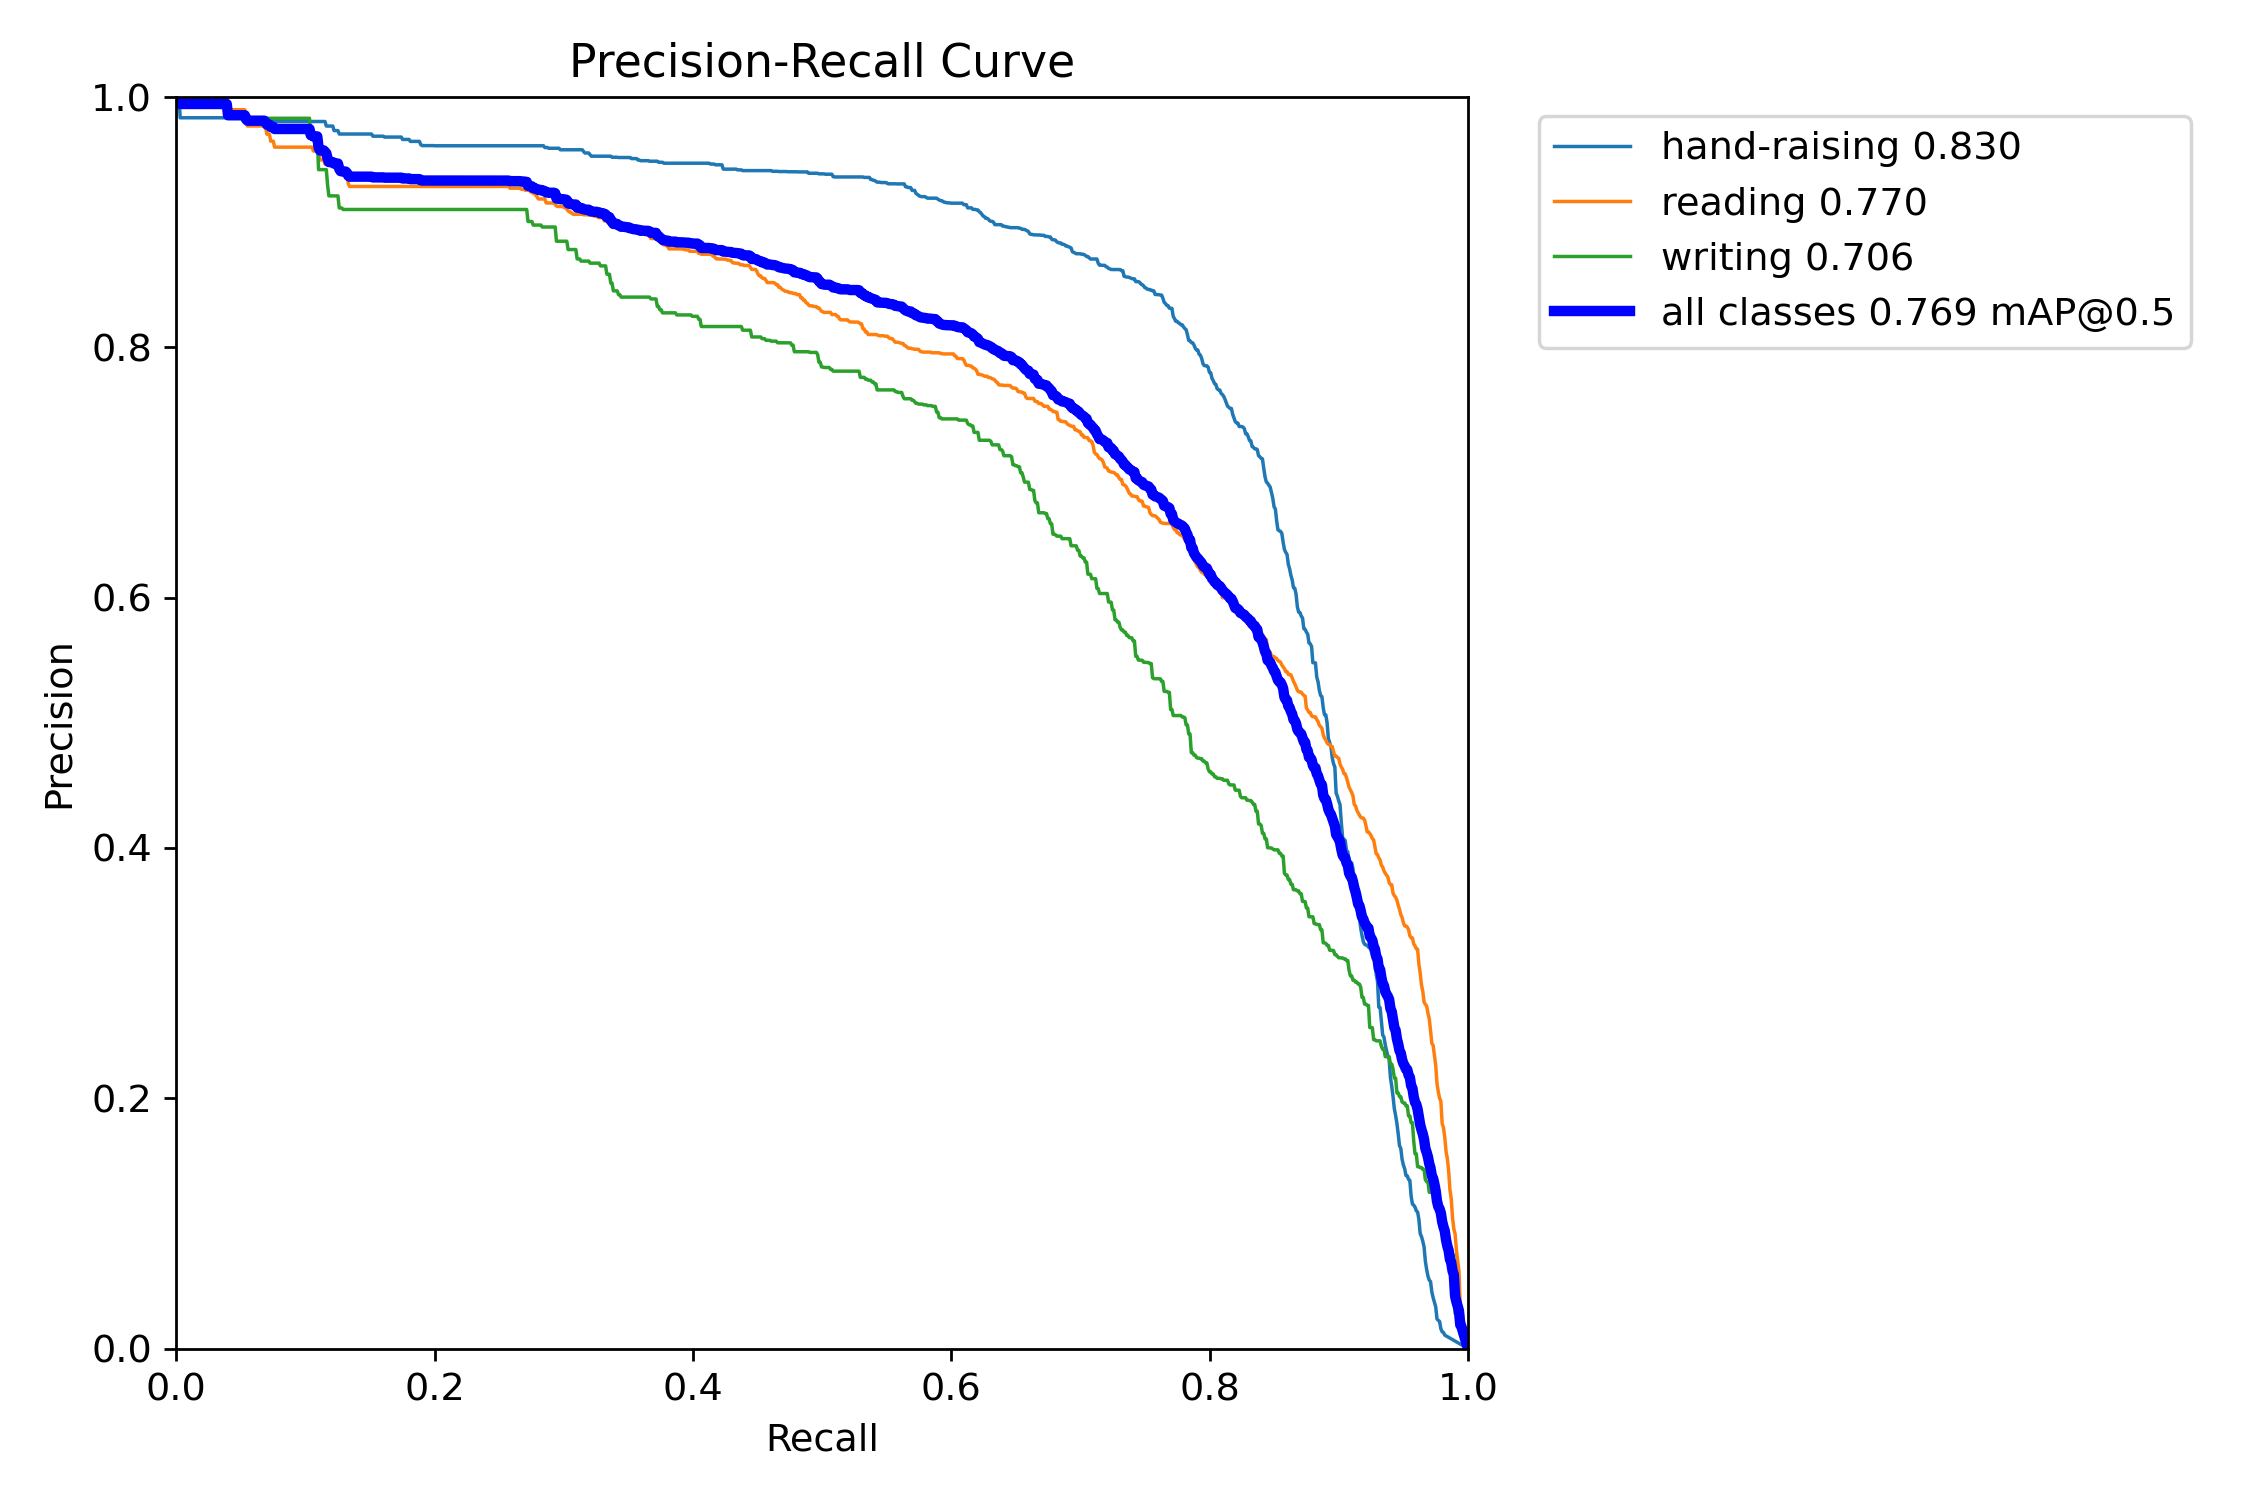 Precision-Recall Curve
1.0
0.8
0.6
0.4
0.2
0.0
Precision
0.0 0.2 0.4 0.6 0.8 1.0
Recall
hand-raising 0.830
reading 0.770
writing 0.706
all classes 0.769 mAP@0.5